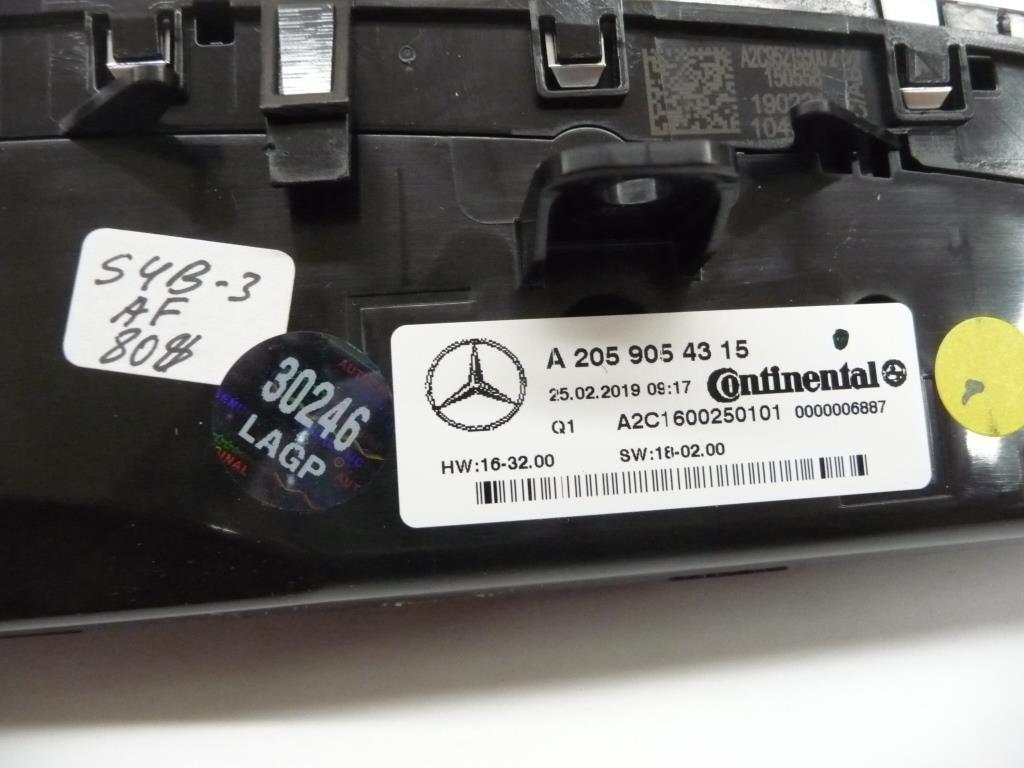 150558
S4B-3
AF
30246
LAGP
A 205 905 43 15
25.02.2019 09:17
Continental
Q1 A2C1600250101 0000006887
HW:16-32.00 SW:18-02.00